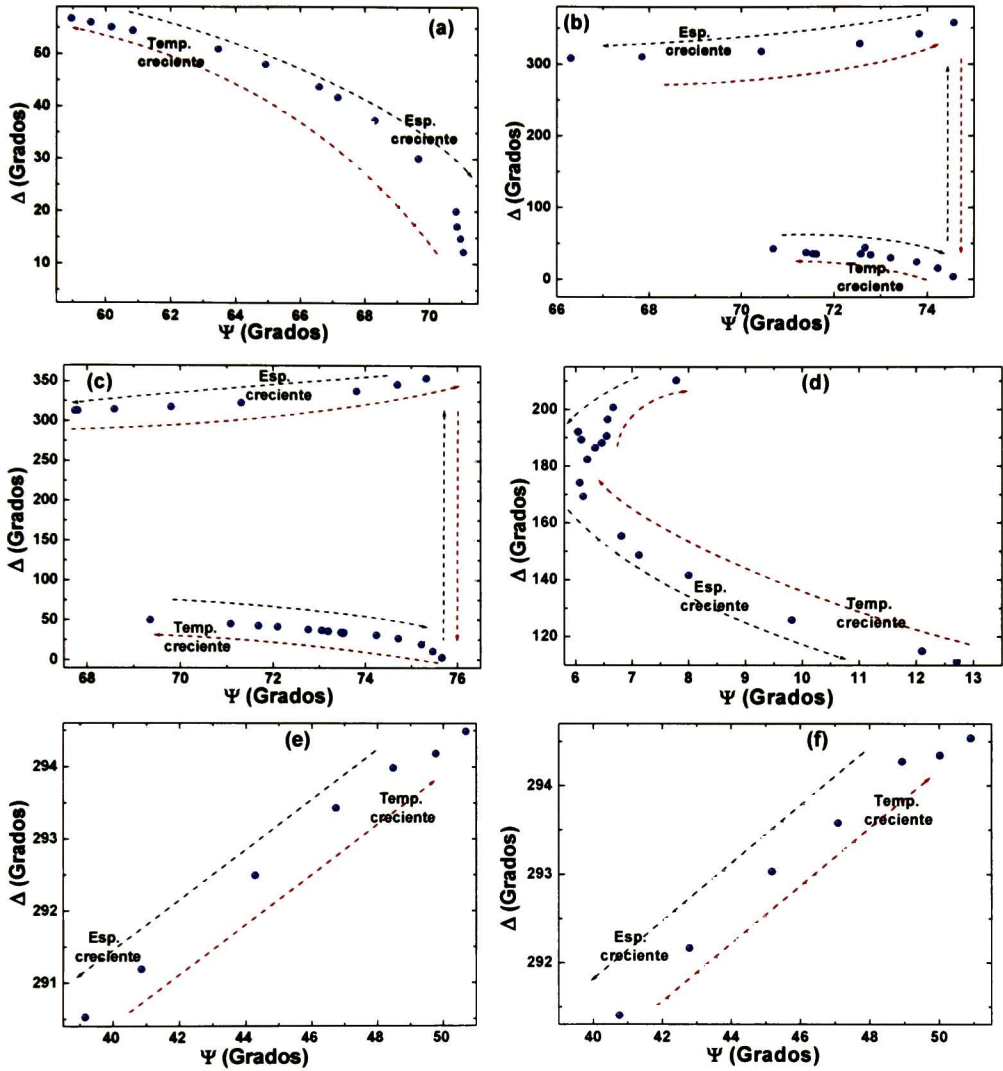 (a)
Temp.
creciente
Esp.
creciente
Δ (Grados)
60
50
40
30
20
10
60
62
64
66
68
70
Ψ (Grados)
(b)
Esp.
creciente
Temp.
creciente
Δ (Grados)
300
200
100
0
66
68
70
72
74
Ψ (Grados)
(c)
Esp.
creciente
Temp.
creciente
Δ (Grados)
350
300
250
200
150
100
50
0
68
70
72
74
76
Ψ (Grados)
(d)
Esp.
creciente
Temp.
creciente
Δ (Grados)
200
180
160
140
120
6
7
8
9
10
11
12
13
Ψ (Grados)
(e)
Temp.
creciente
Esp.
creciente
Δ (Grados)
294
293
292
291
40
42
44
46
48
50
Ψ (Grados)
(f)
Temp.
creciente
Esp.
creciente
Δ (Grados)
294
293
292
40
42
44
46
48
50
Ψ (Grados)